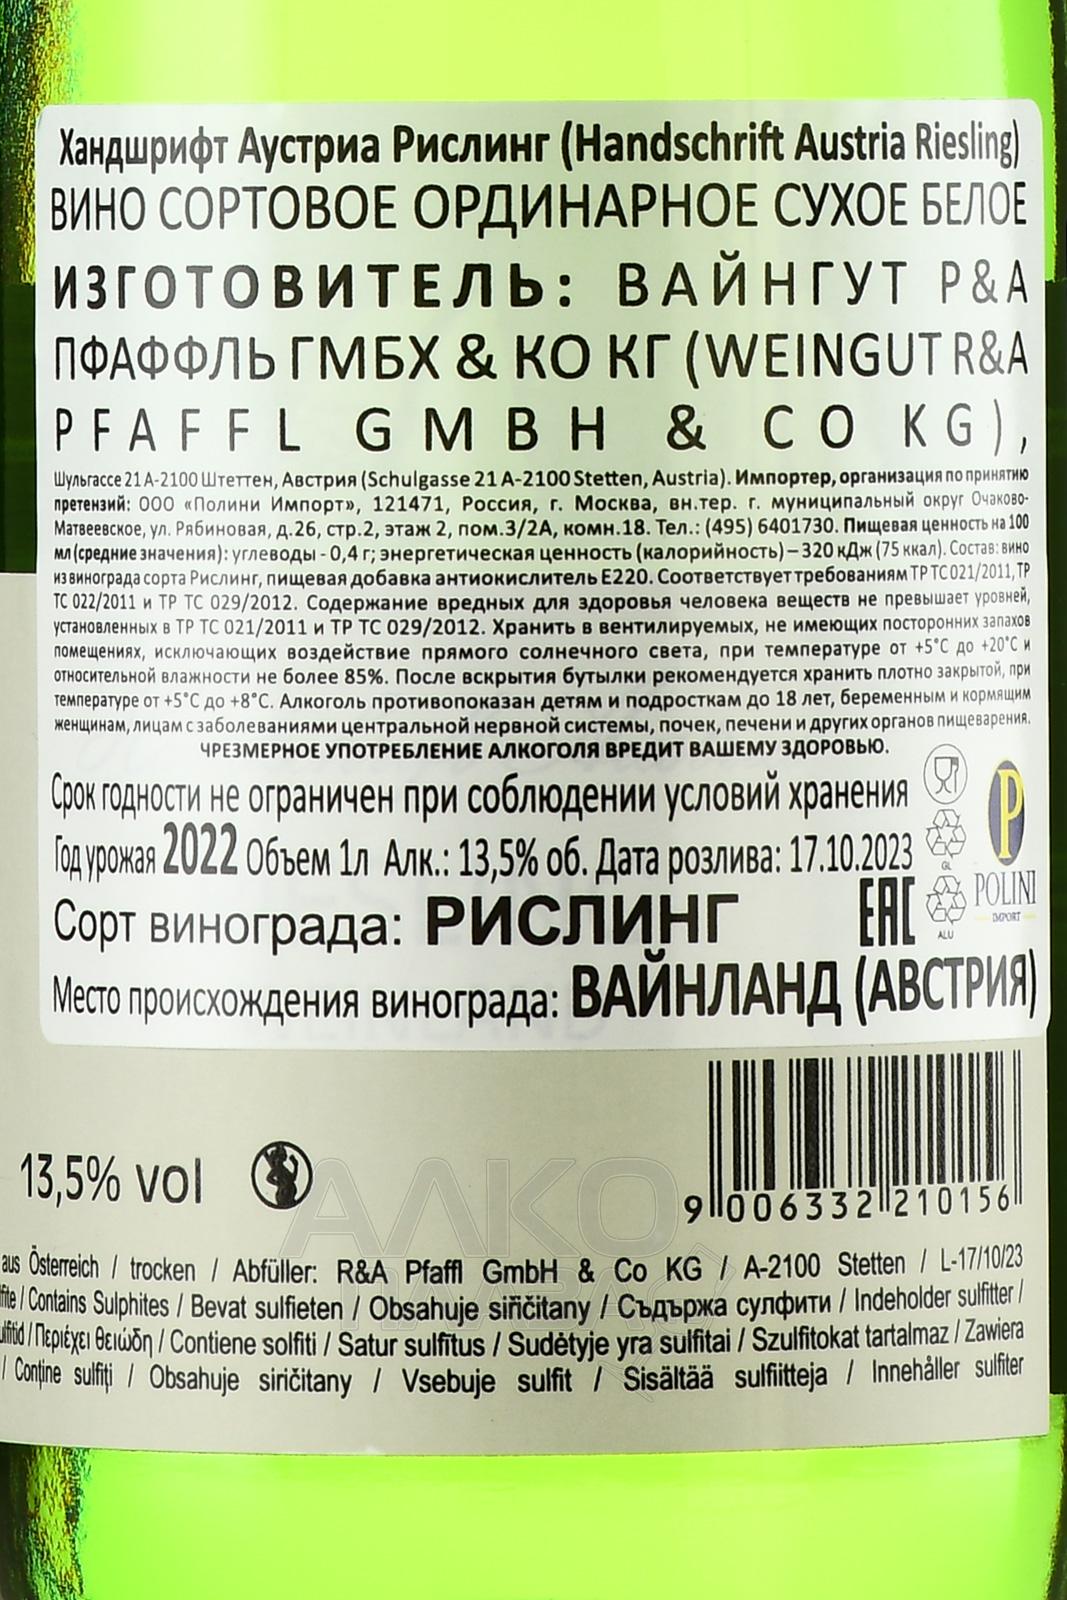 Хандшрифт Аустриа Рислинг (Handschrift Austria Riesling)
ВИНО СОРТОВОЕ ОРДИНАРНОЕ СУХОЕ БЕЛОЕ
ИЗГОТОВИТЕЛЬ: ВАЙНГУТ Р&А
ПФАФФЛЬ ГМБХ & КО КГ (WEINGUT R&A
PFAFFL GMBH & CO KG),
Шульгассе 21 А-2100 Штеттен, Австрия (Schulgasse 21 A-2100 Stetten, Austria). Импортер, организация по принятию
претензий: ООО «Полини Импорт», 121471, Россия, г. Москва, вн.тер. г. муниципальный округ Очаково-
Матвеевское, ул. Рябиновая, д.26, стр.2, этаж 2, пом.3/2А, комн.18. Тел.: (495) 6401730. Пищевая ценность на 100
мл (средние значения): углеводы - 0,4 г; энергетическая ценность (калорийность) – 320 кДж (75 ккал). Состав: вино
из винограда сорта Рислинг, пищевая добавка антиокислитель Е220. Соответствует требованиям ТР ТС 021/2011, ТР
ТС 022/2011 и ТР ТС 029/2012. Содержание вредных для здоровья человека веществ не превышает уровней,
установленных в ТР ТС 021/2011 и ТР ТС 029/2012. Хранить в вентилируемых, не имеющих посторонних запахов
помещениях, исключающих воздействие прямого солнечного света, при температуре от +5°С до +20°С и
относительной влажности не более 85%. После вскрытия бутылки рекомендуется хранить плотно закрытой, при
температуре от +5°С до +8°С. Алкоголь противопоказан детям и подросткам до 18 лет, беременным и кормящим
женщинам, лицам с заболеваниями центральной нервной системы, почек, печени и других органов пищеварения.
ЧРЕЗМЕРНОЕ УПОТРЕБЛЕНИЕ АЛКОГОЛЯ ВРЕДИТ ВАШЕМУ ЗДОРОВЬЮ.
Срок годности не ограничен при соблюдении условий хранения
Год урожая 2022 Объем 1л Алк.: 13,5% об. Дата розлива: 17.10.2023
GL
P
POLINI
IMPORT
Сорт винограда: РИСЛИНГ
EAC
ALU
Место происхождения винограда: ВАЙНЛАНД (АВСТРИЯ)
13,5% vol
9 006332 210156
АЛКО
ПЛАЗА
aus Österreich / trocken / Abfüller: R&A Pfaffl GmbH & Co KG / A-2100 Stetten / L-17/10/23
/ Contains Sulphites / Bevat sulfieten / Obsahuje siřičitany / Съдържа сулфити / Indeholder sulfitter /
/ Περιέχει θειώδη / Contiene solfiti / Satur sulfītus / Sudėtyje yra sulfitai / Szulfitokat tartalmaz / Zawiera
/ Conține sulfiți / Obsahuje siričitany / Vsebuje sulfit / Sisältää sulfiitteja / Innehåller sulfiter